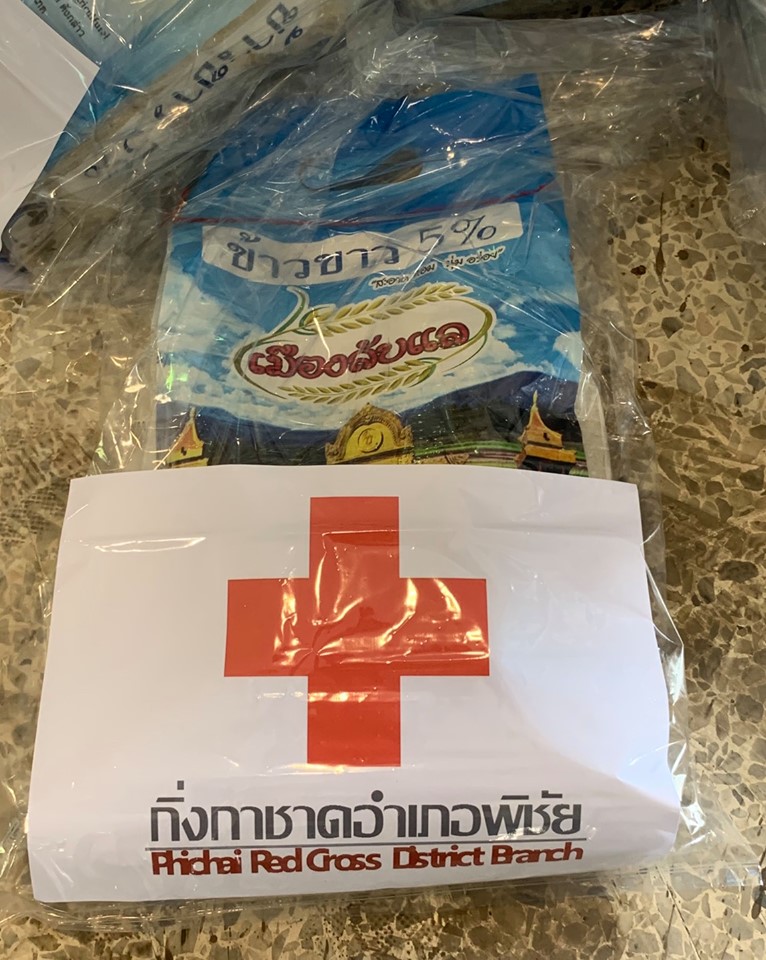 ข้าวขาว 5%
เมืองลับแล
กิ่งกาชาดอำเภอพิชัย
Phichai Red Cross District Branch